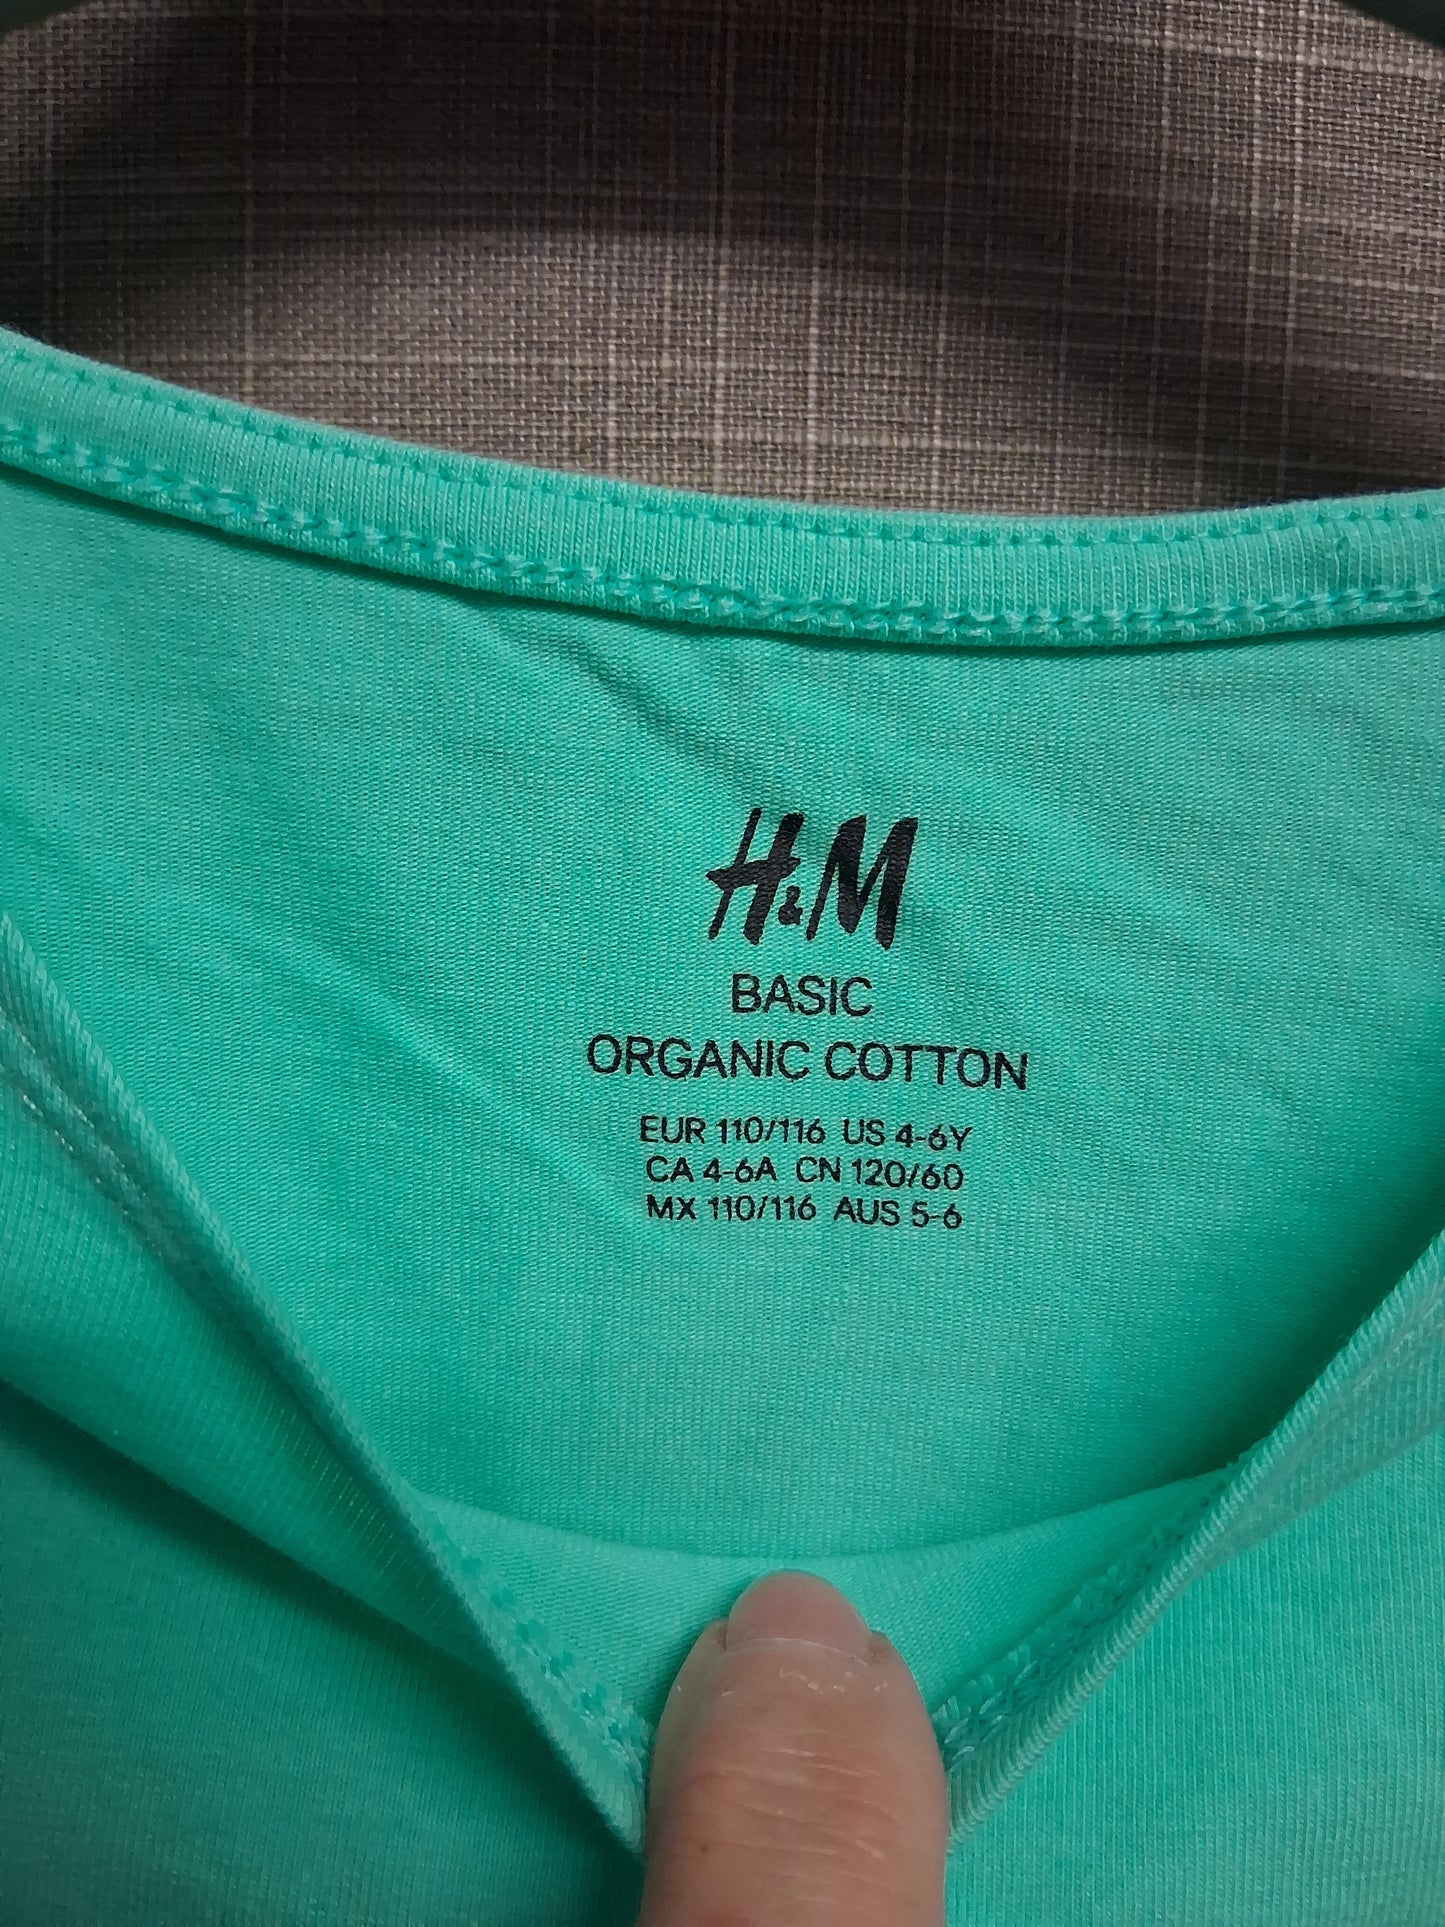 H&M
BASIC
ORGANIC COTTON
EUR 110/116 US 4-6Y
CA 4-6A CN 120/60
MX 110/116 AUS 5-6